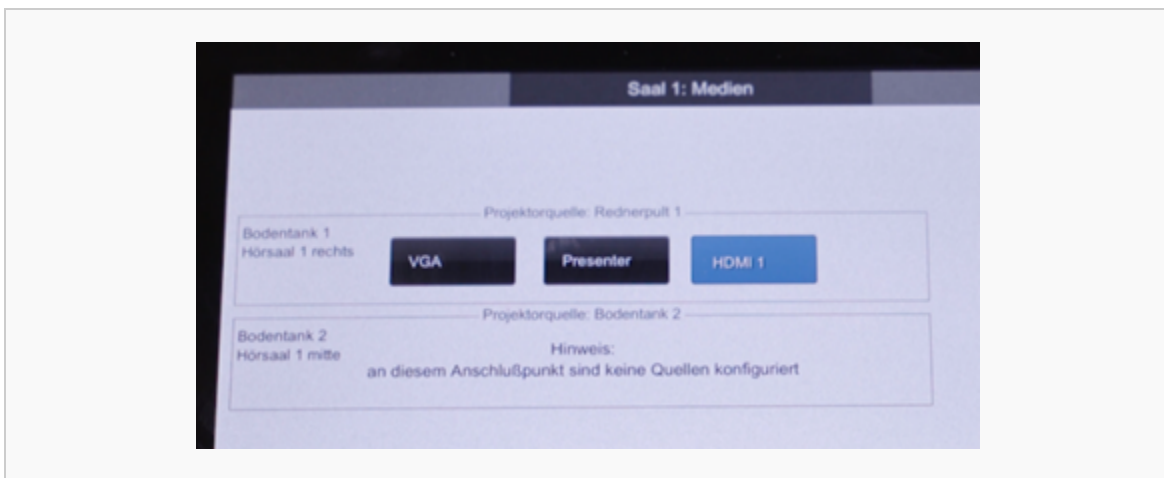 Saal 1: Medien
Projektorquelle: Rednerpult 1
Bodentank 1
Hörsaal 1 rechts
VGA
Presenter
HDMI 1
Projektorquelle: Bodentank 2
Bodentank 2
Hörsaal 1 mitte
Hinweis:
an diesem Anschlußpunkt sind keine Quellen konfiguriert